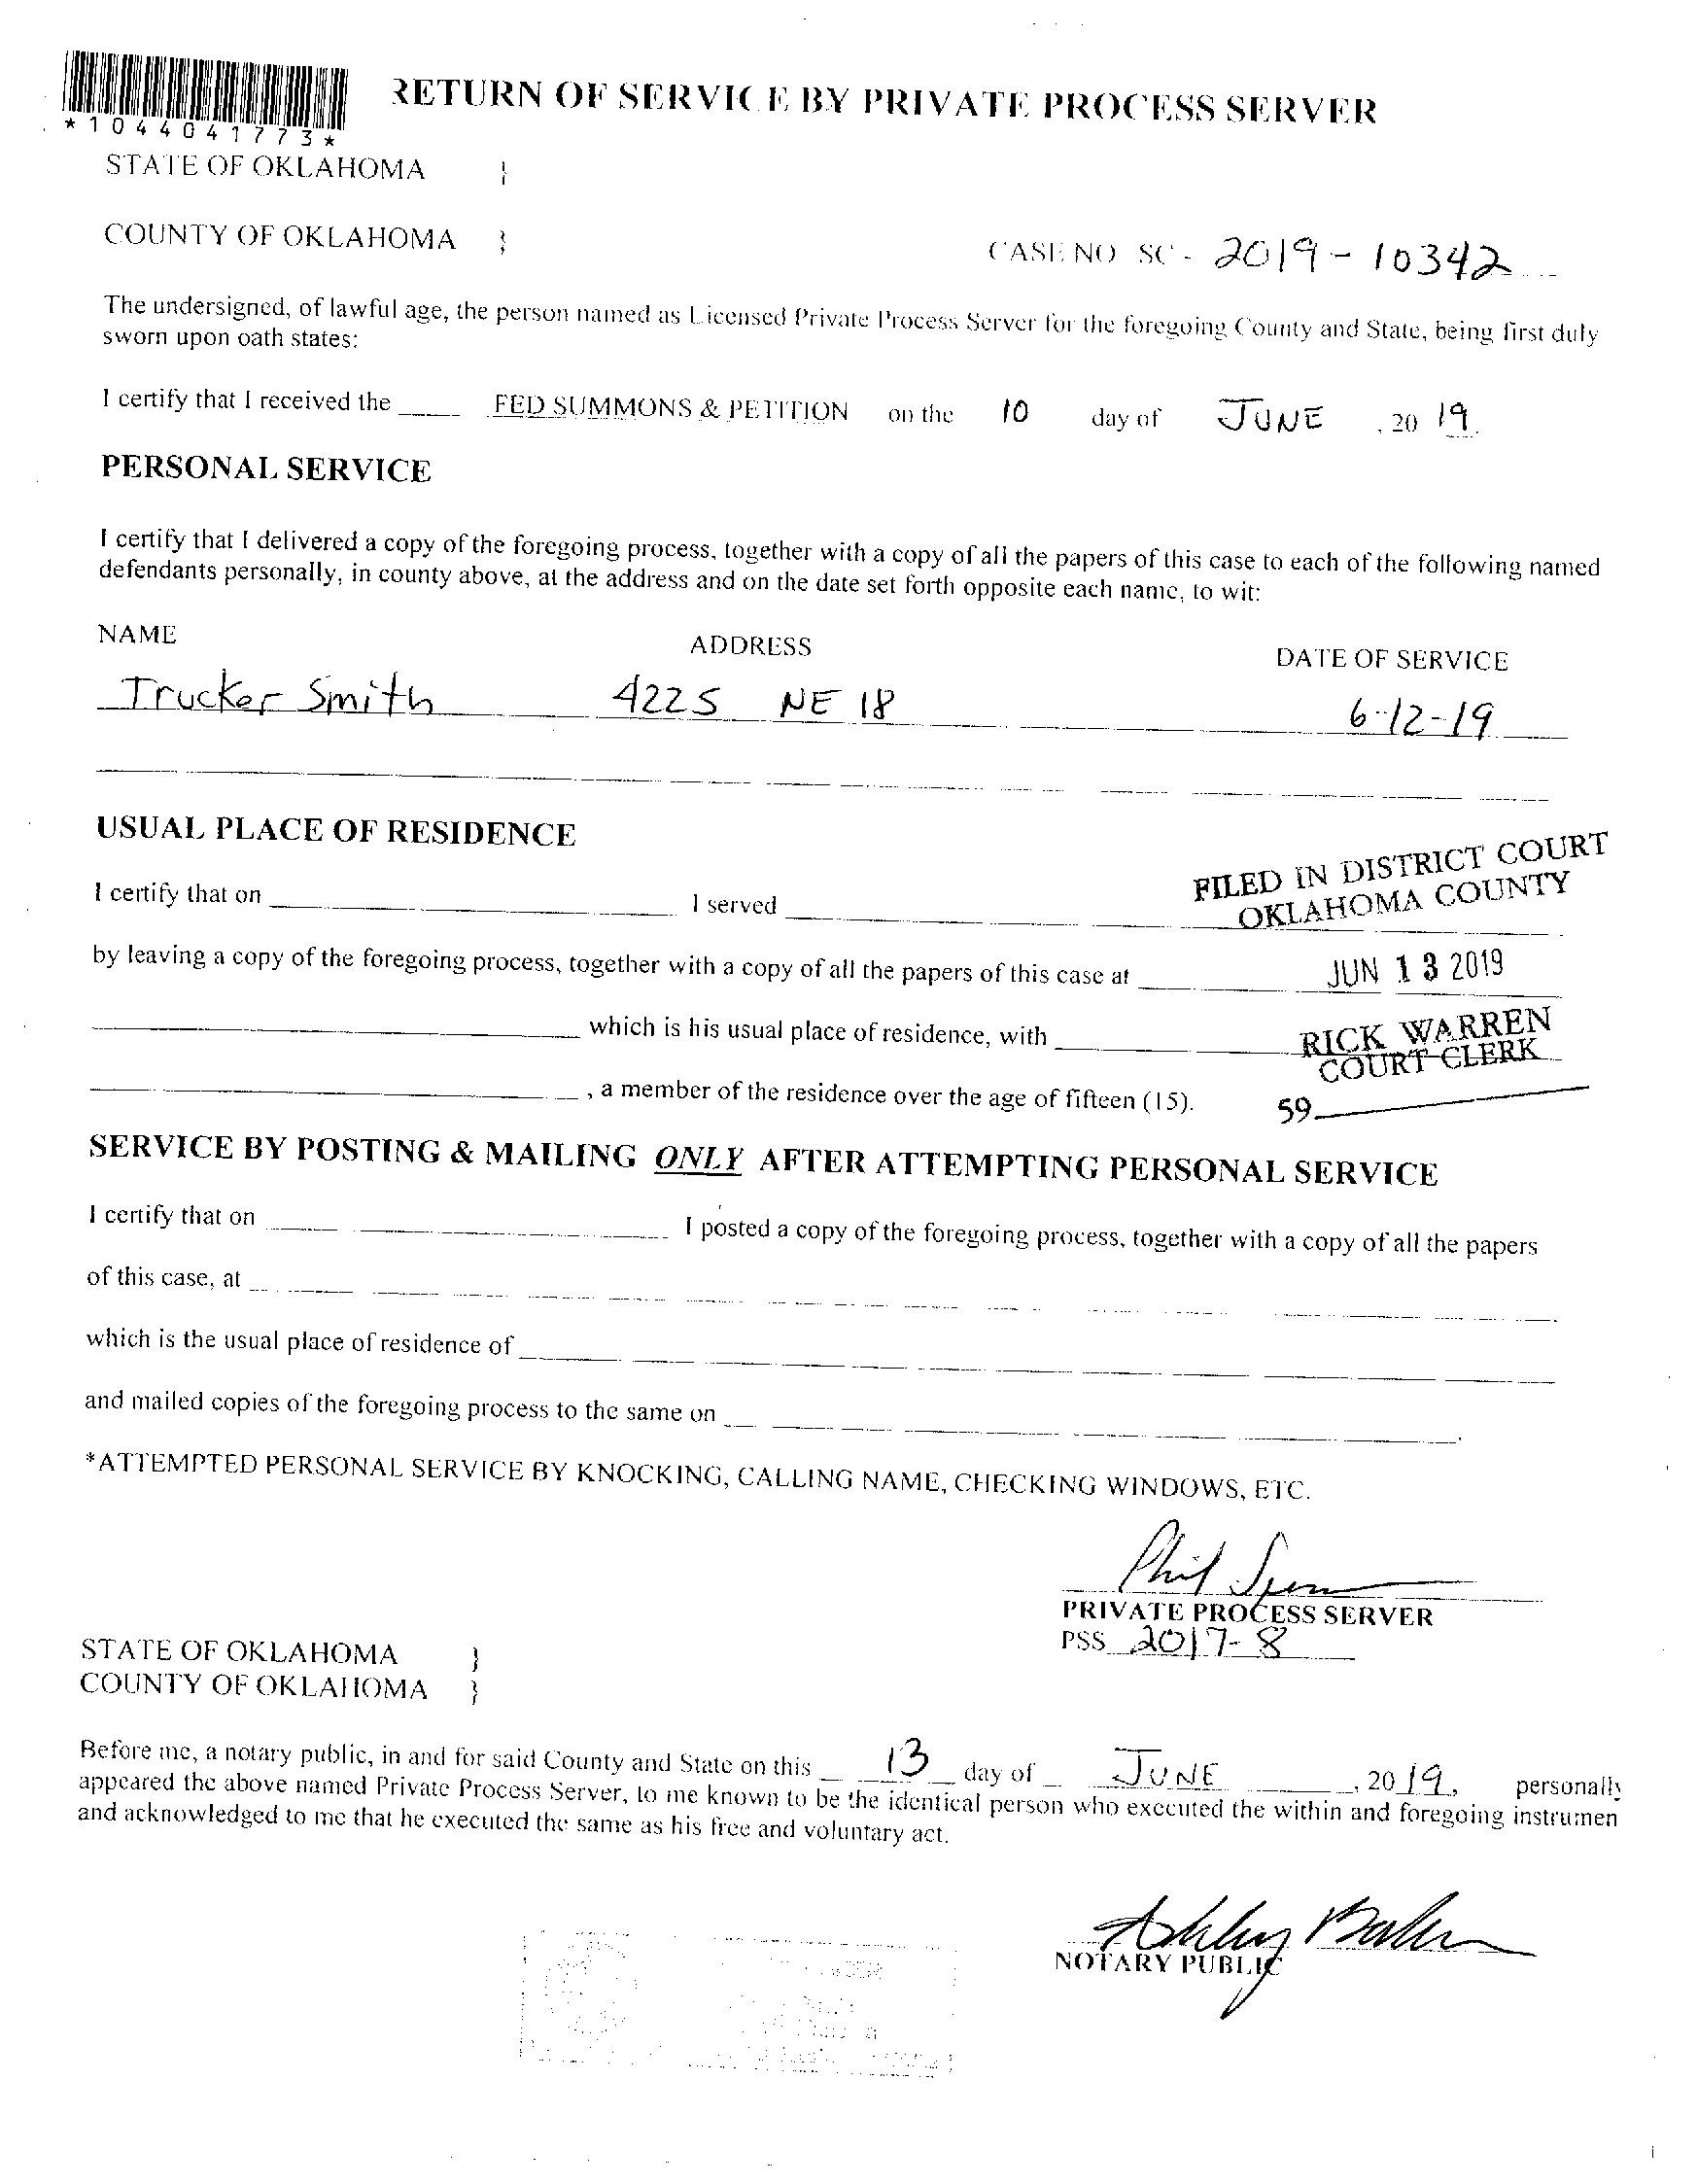 RETURN OF SERVICE BY PRIVATE PROCESS SERVER
*1044041773*
STATE OF OKLAHOMA }
COUNTY OF OKLAHOMA }
CASE NO SC - 2019-10342
The undersigned, of lawful age, the person named as Licensed Private Process Server for the foregoing County and State, being first duly
sworn upon oath states:
I certify that I received the FED SUMMONS & PETITION on the 10 day of JUNE , 20 19.
PERSONAL SERVICE
I certify that I delivered a copy of the foregoing process, together with a copy of all the papers of this case to each of the following named
defendants personally, in county above, at the address and on the date set forth opposite each name, to wit:
NAME ADDRESS DATE OF SERVICE
Trucker Smith 4225 NE 18 6-12-19
USUAL PLACE OF RESIDENCE
FILED IN DISTRICT COURT
OKLAHOMA COUNTY
I certify that on I served
by leaving a copy of the foregoing process, together with a copy of all the papers of this case at
JUN 13 2019
which is his usual place of residence, with
RICK WARREN
COURT CLERK
, a member of the residence over the age of fifteen (15).
59
SERVICE BY POSTING & MAILING ONLY AFTER ATTEMPTING PERSONAL SERVICE
I certify that on I posted a copy of the foregoing process, together with a copy of all the papers
of this case, at
which is the usual place of residence of
and mailed copies of the foregoing process to the same on .
*ATTEMPTED PERSONAL SERVICE BY KNOCKING, CALLING NAME, CHECKING WINDOWS, ETC.
Phil
PRIVATE PROCESS SERVER
PSS 2017-8
STATE OF OKLAHOMA }
COUNTY OF OKLAHOMA }
Before me, a notary public, in and for said County and State on this 13 day of JUNE , 2019, personally
appeared the above named Private Process Server, to me known to be the identical person who executed the within and foregoing instrumen
and acknowledged to me that he executed the same as his free and voluntary act.
Ashley Baker
NOTARY PUBLIC